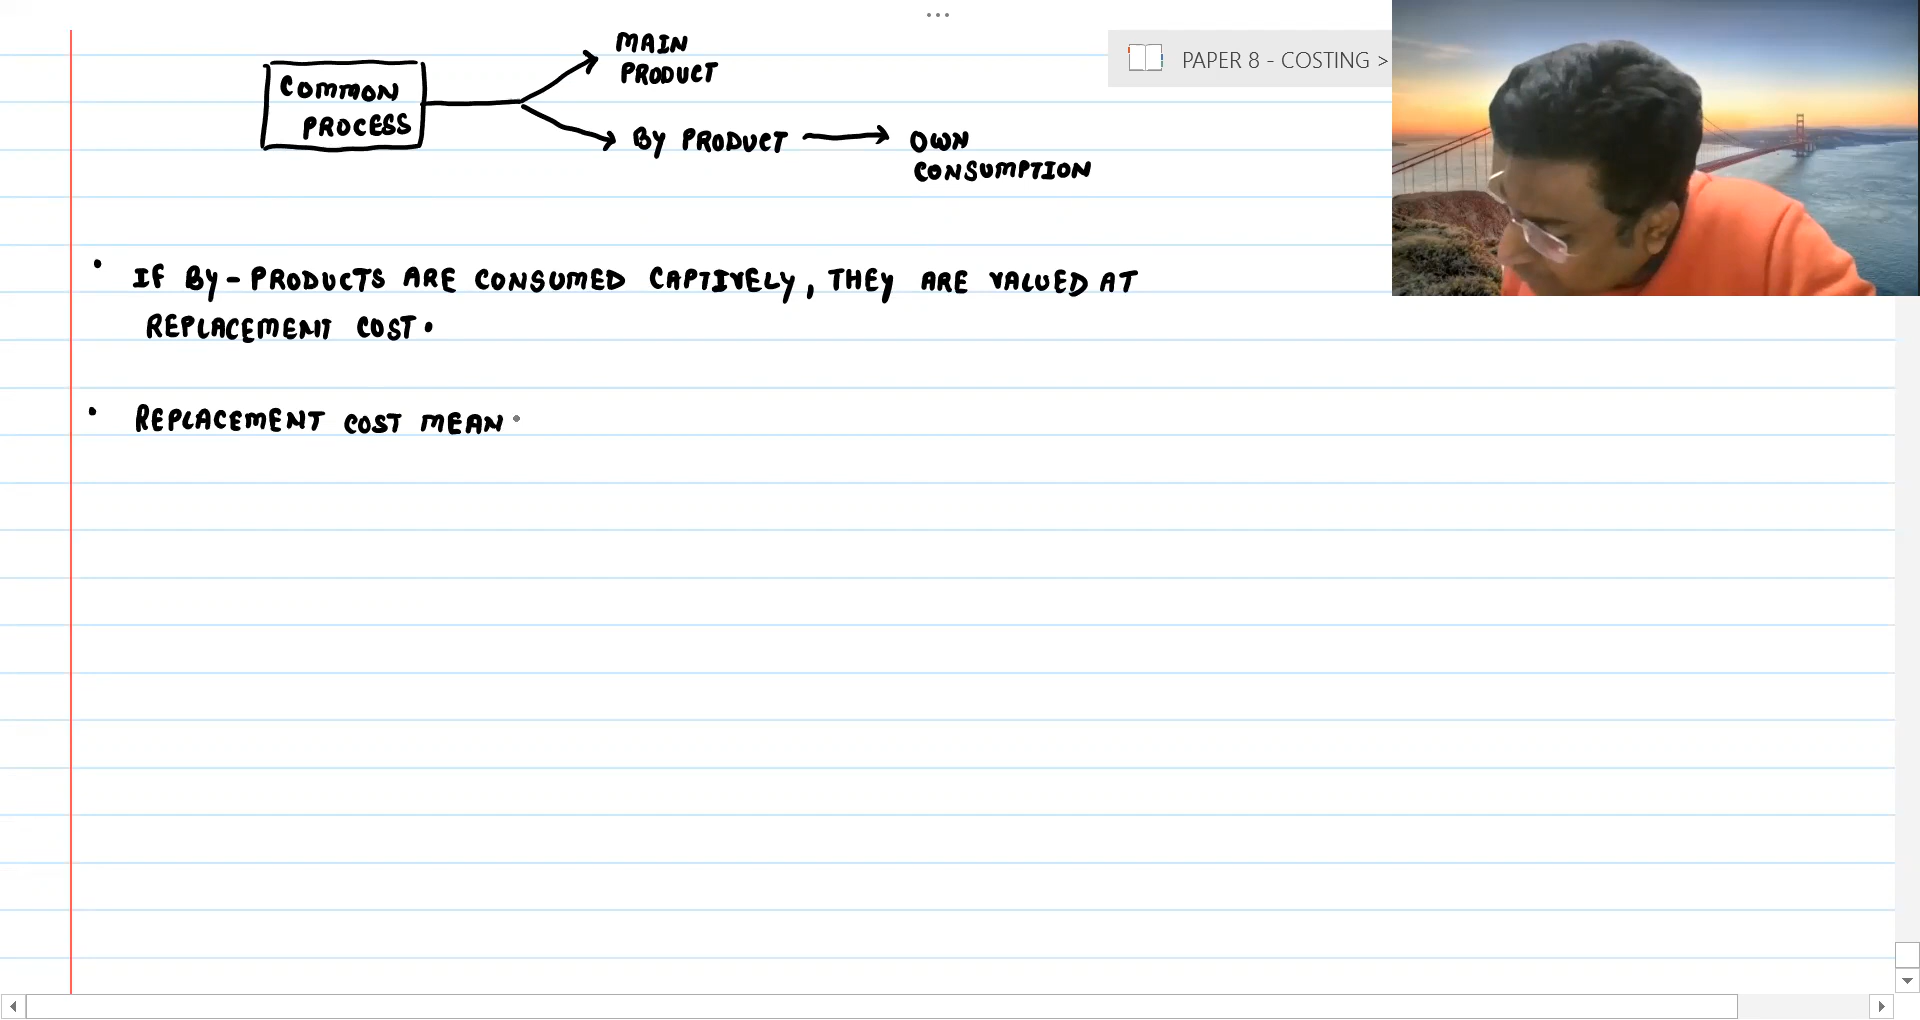 MAIN
PRODUCT
PAPER 8 - COSTING >
COMMON
PROCESS
BY PRODUCT
OWN
CONSUMPTION
• IF BY-PRODUCTS ARE CONSUMED CAPTIVELY, THEY ARE VALUED AT
REPLACEMENT COST.
• REPLACEMENT COST MEAN